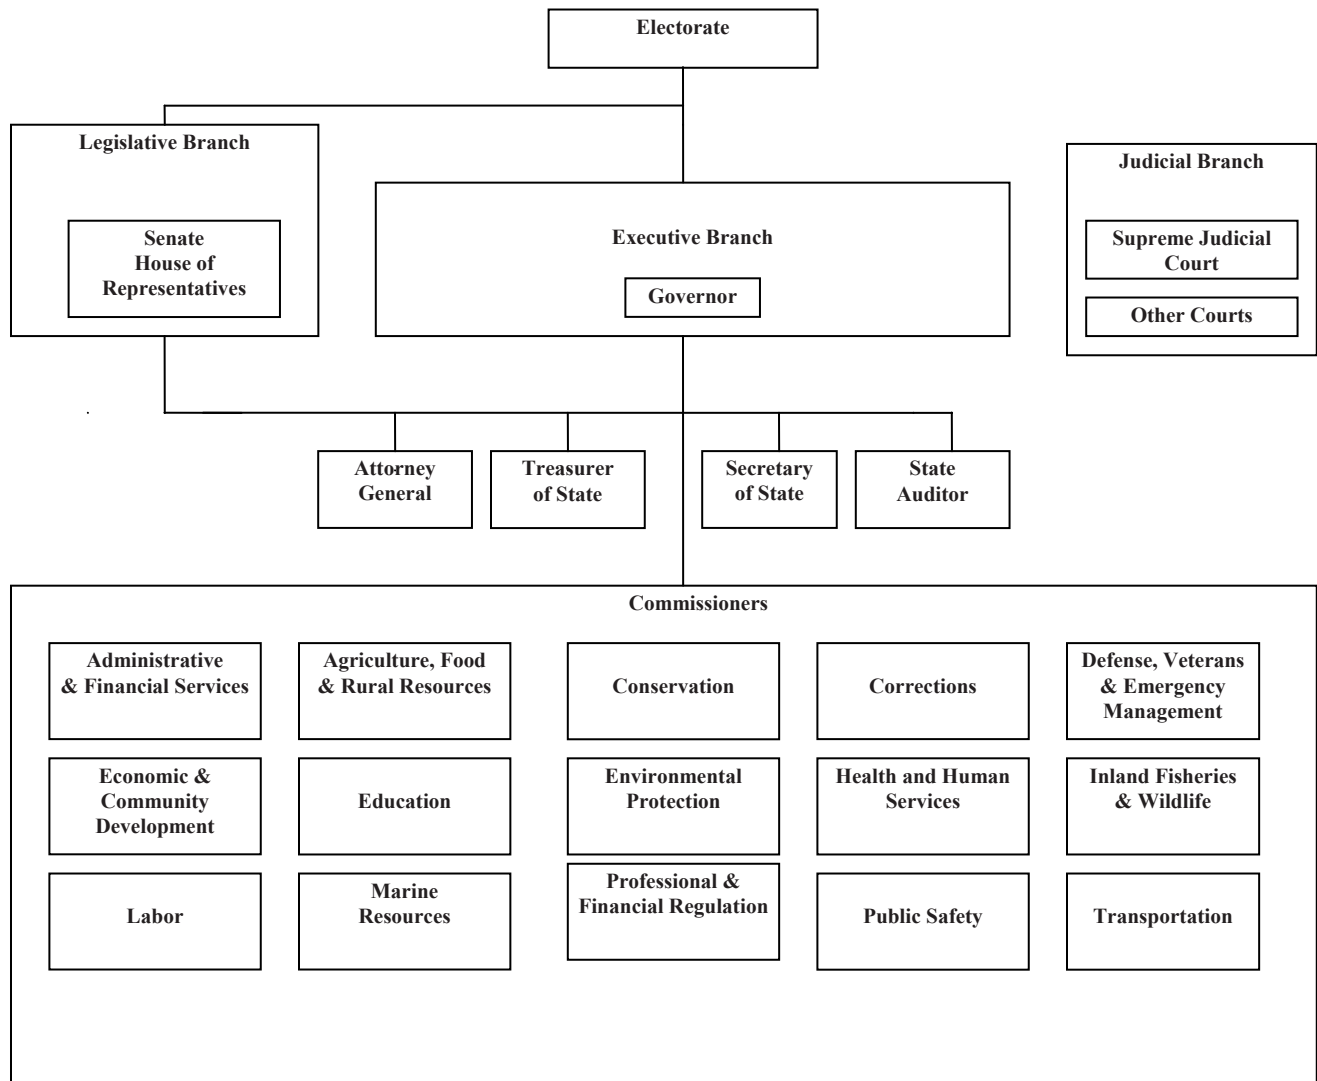 Electorate
Legislative Branch
Senate
House of
Representatives
Executive Branch
Governor
Judicial Branch
Supreme Judicial
Court
Other Courts
Attorney
General
Treasurer
of State
Secretary
of State
State
Auditor
Commissioners
Administrative
& Financial Services
Agriculture, Food
& Rural Resources
Conservation
Corrections
Defense, Veterans
& Emergency
Management
Economic &
Community
Development
Education
Environmental
Protection
Health and Human
Services
Inland Fisheries
& Wildlife
Labor
Marine
Resources
Professional &
Financial Regulation
Public Safety
Transportation